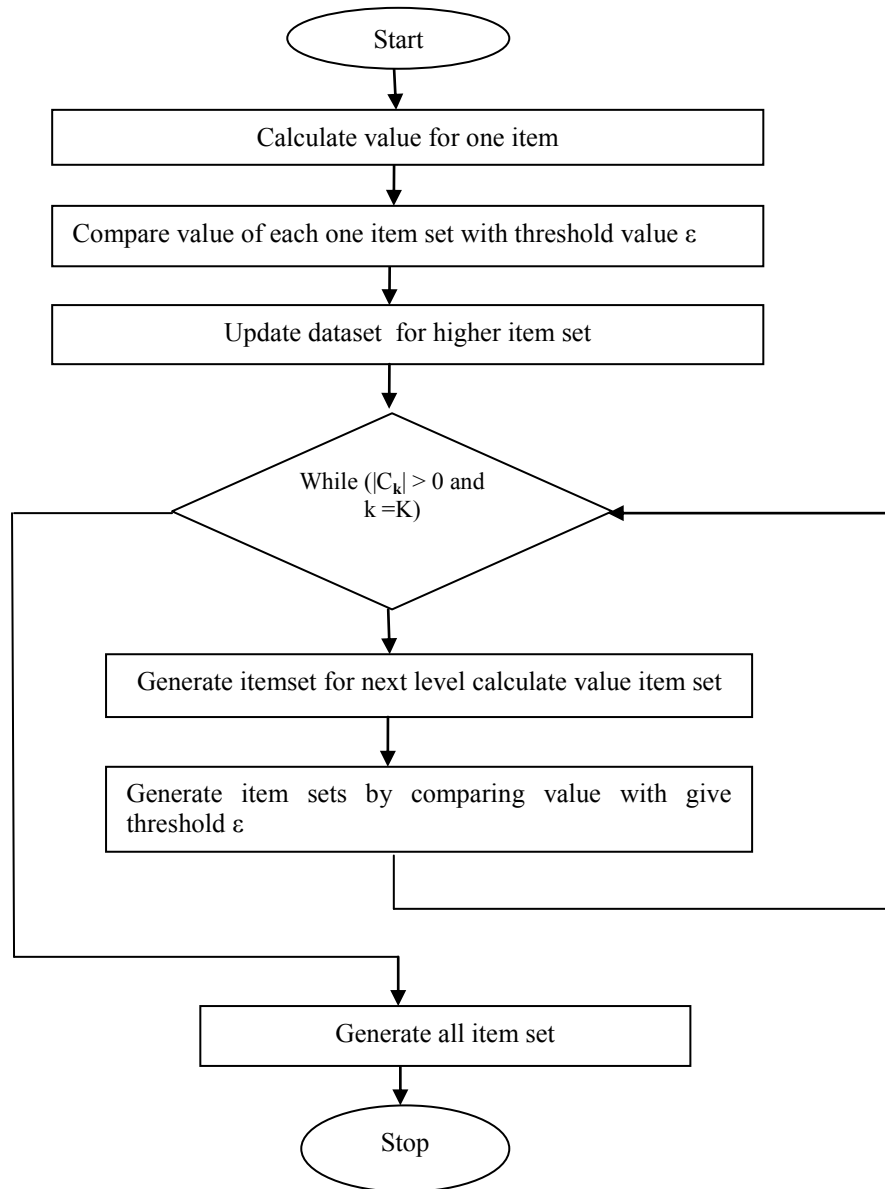 Start
Calculate value for one item
Compare value of each one item set with threshold value ε
Update dataset for higher item set
While (|Ck| > 0 and
k =K)
Generate itemset for next level calculate value item set
Generate item sets by comparing value with give
threshold ε
Generate all item set
Stop